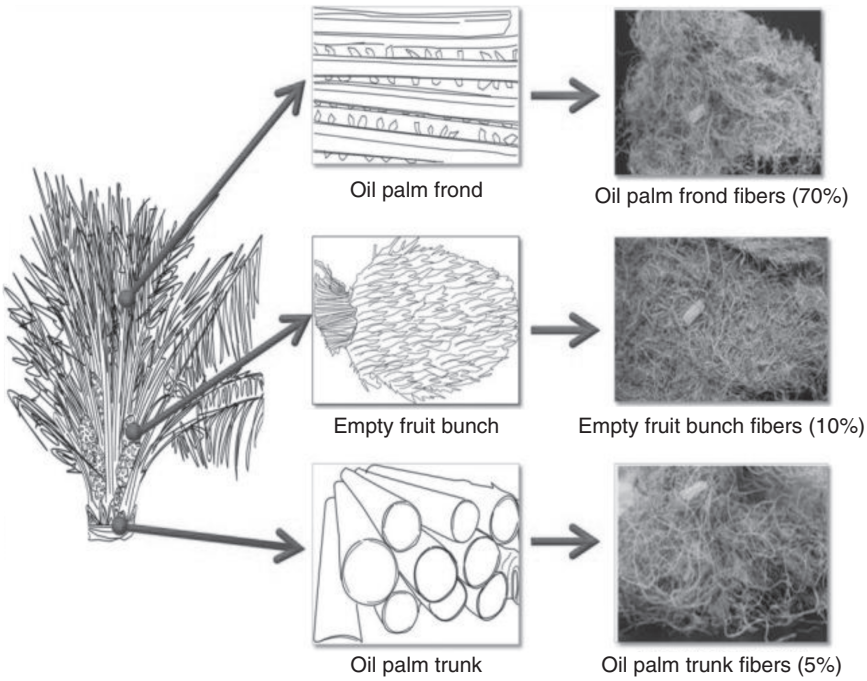 Oil palm frond
Oil palm frond fibers (70%)
Empty fruit bunch
Empty fruit bunch fibers (10%)
Oil palm trunk
Oil palm trunk fibers (5%)